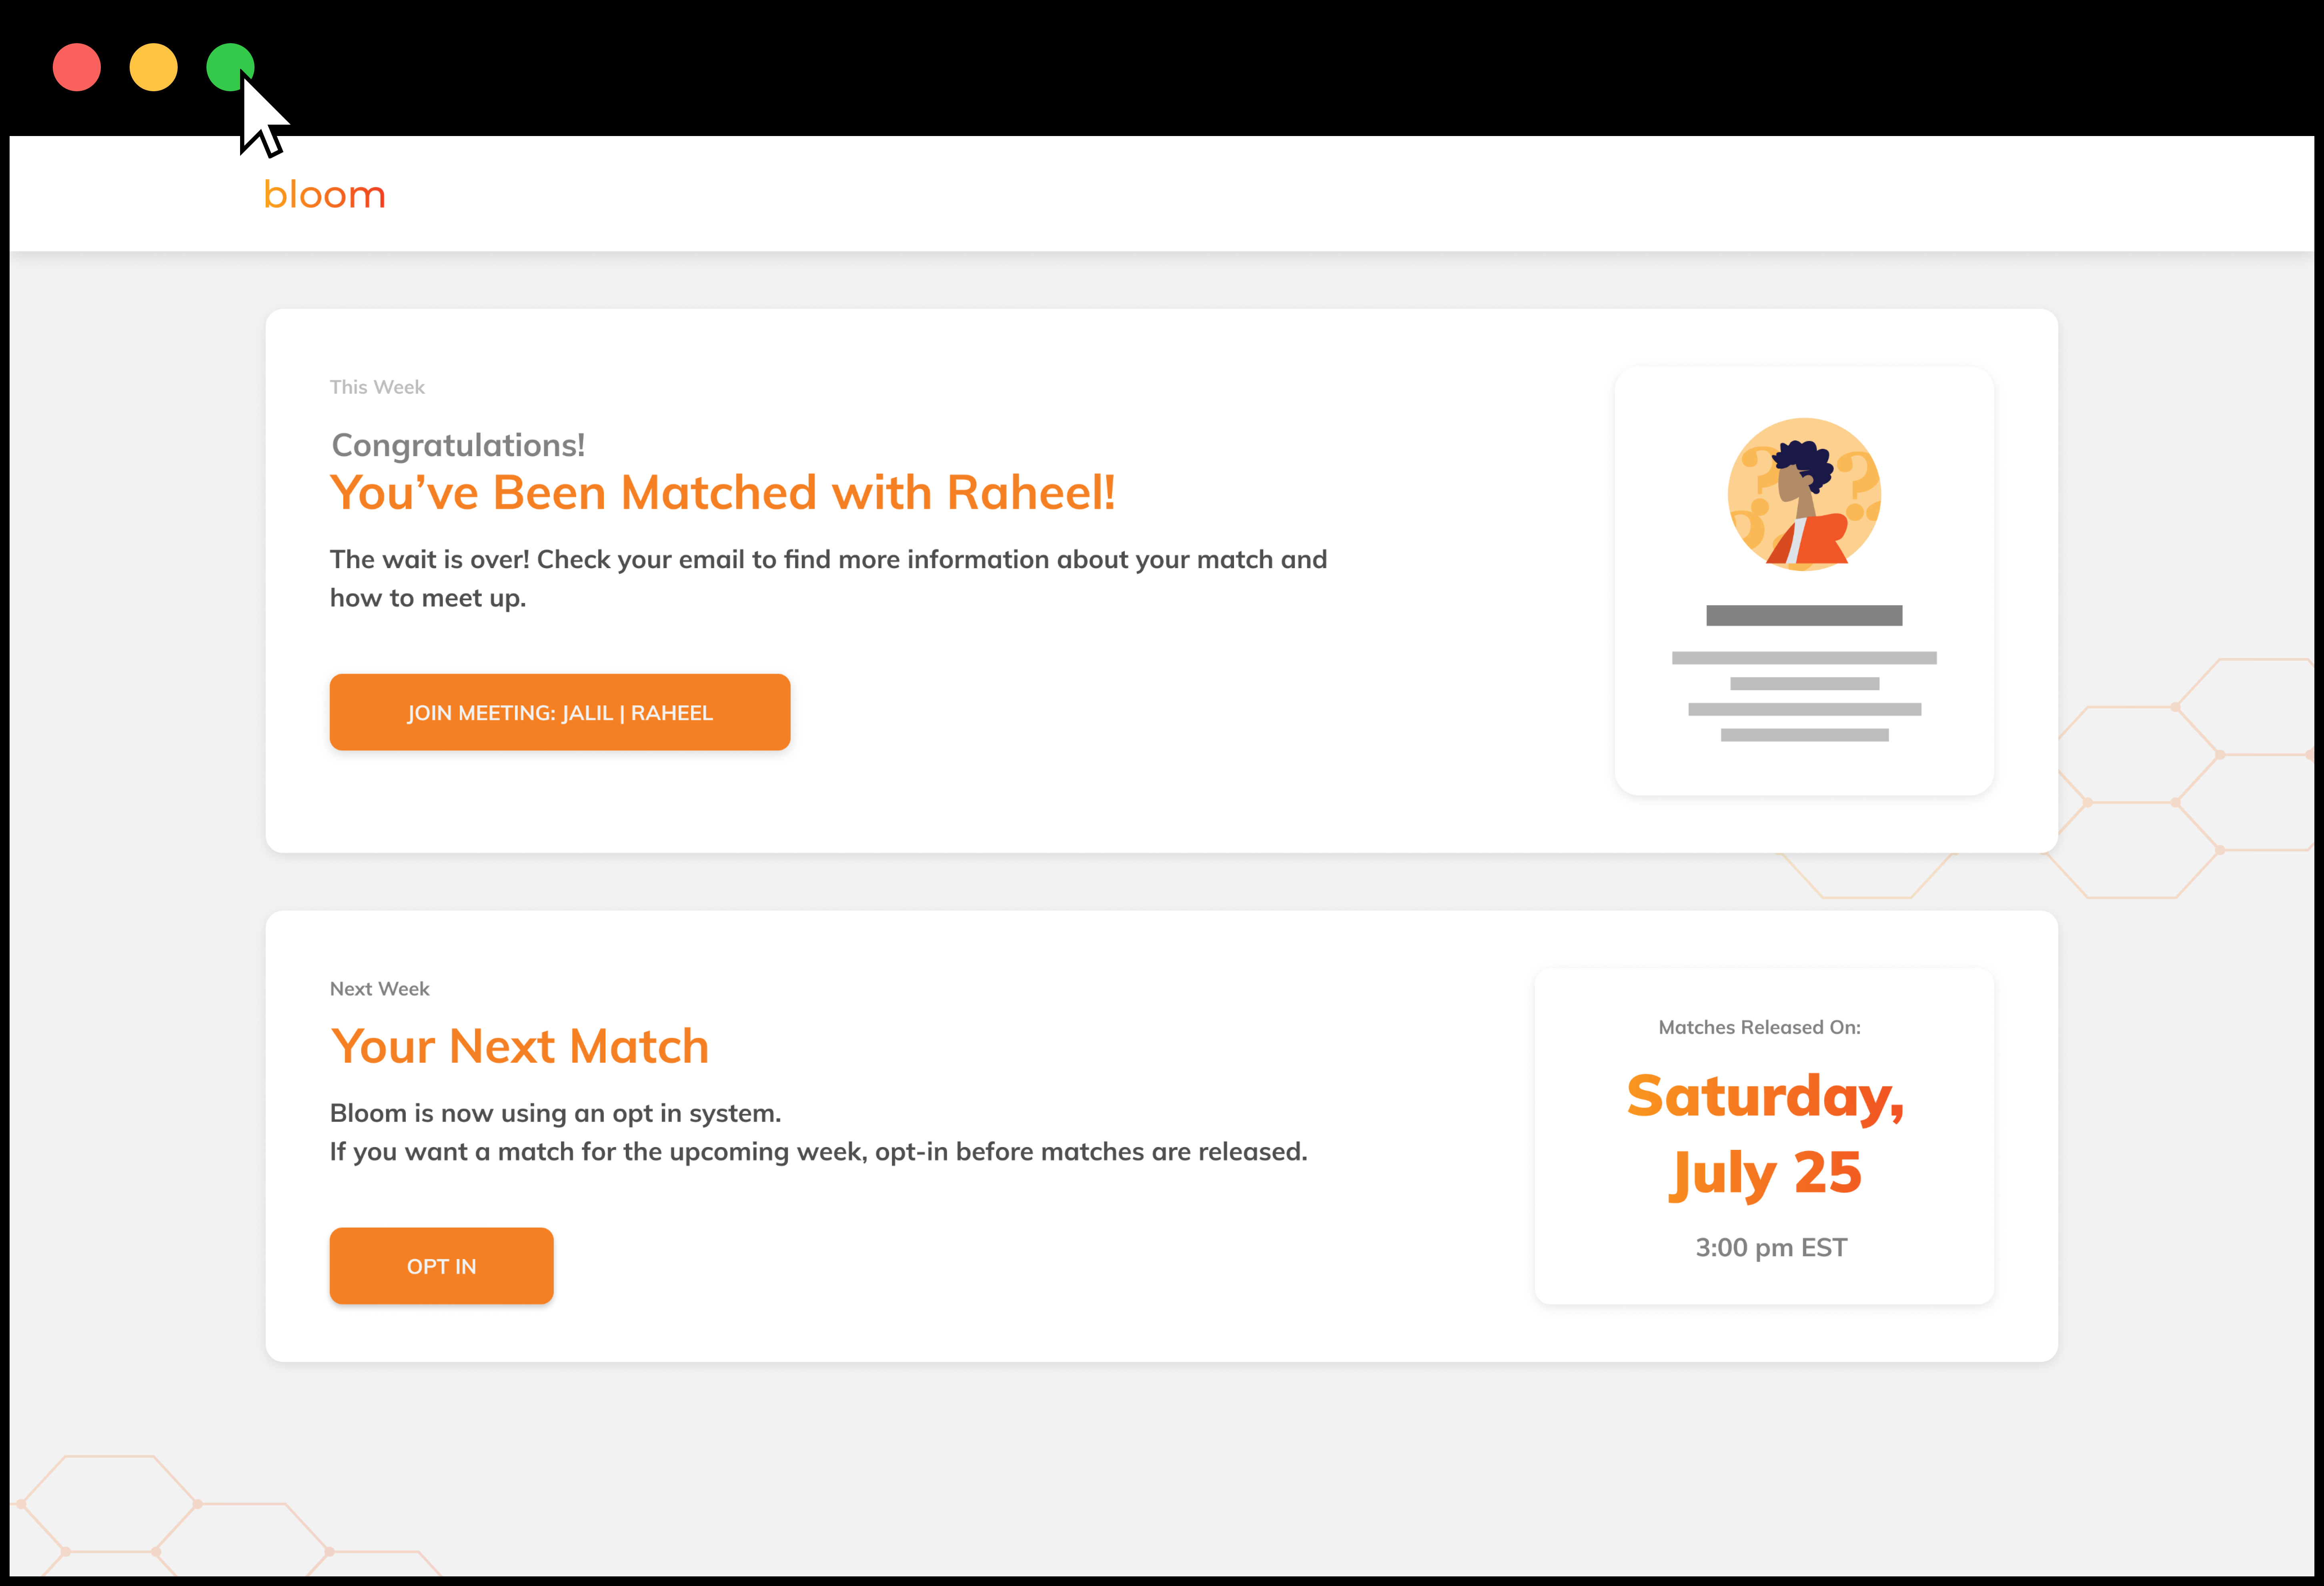 bloom
This Week
Congratulations!
You’ve Been Matched with Raheel!
The wait is over! Check your email to find more information about your match and
how to meet up.
JOIN MEETING: JALIL | RAHEEL
Next Week
Your Next Match
Bloom is now using an opt in system.
If you want a match for the upcoming week, opt-in before matches are released.
OPT IN
Matches Released On:
Saturday,
July 25
3:00 pm EST